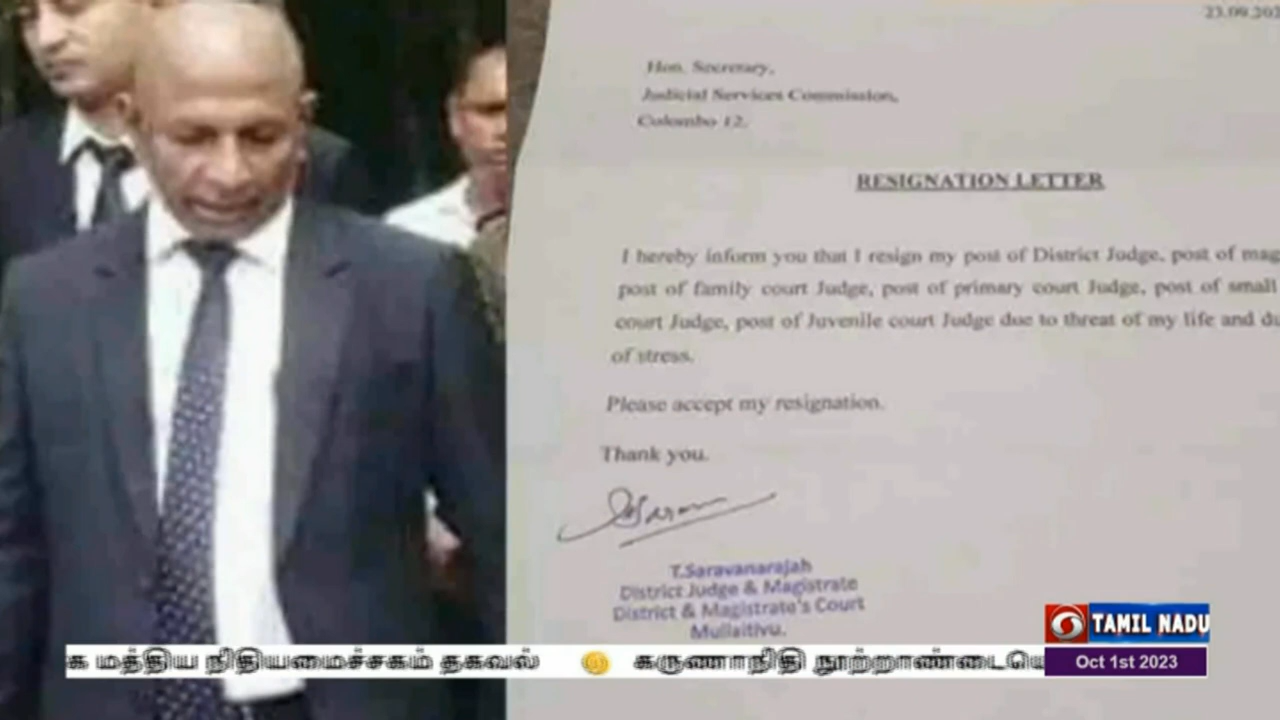 23.09.202
Hon. Secretary,
Judicial Services Commission,
Colombo 12.
RESIGNATION LETTER
I hereby inform you that I resign my post of District Judge, post of mag
post of family court Judge, post of primary court Judge, post of small
court Judge, post of Juvenile court Judge due to threat of my life and du
of stress.
Please accept my resignation.
Thank you.
T.Saravanarajah
District Judge & Magistrate
District & Magistrate's Court
Mullaitivu.
TAMIL NADU
Oct 1st 2023
க மத்திய நிதியமைச்சகம் தகவல் கருணாநிதி நூற்றாண்டையொ